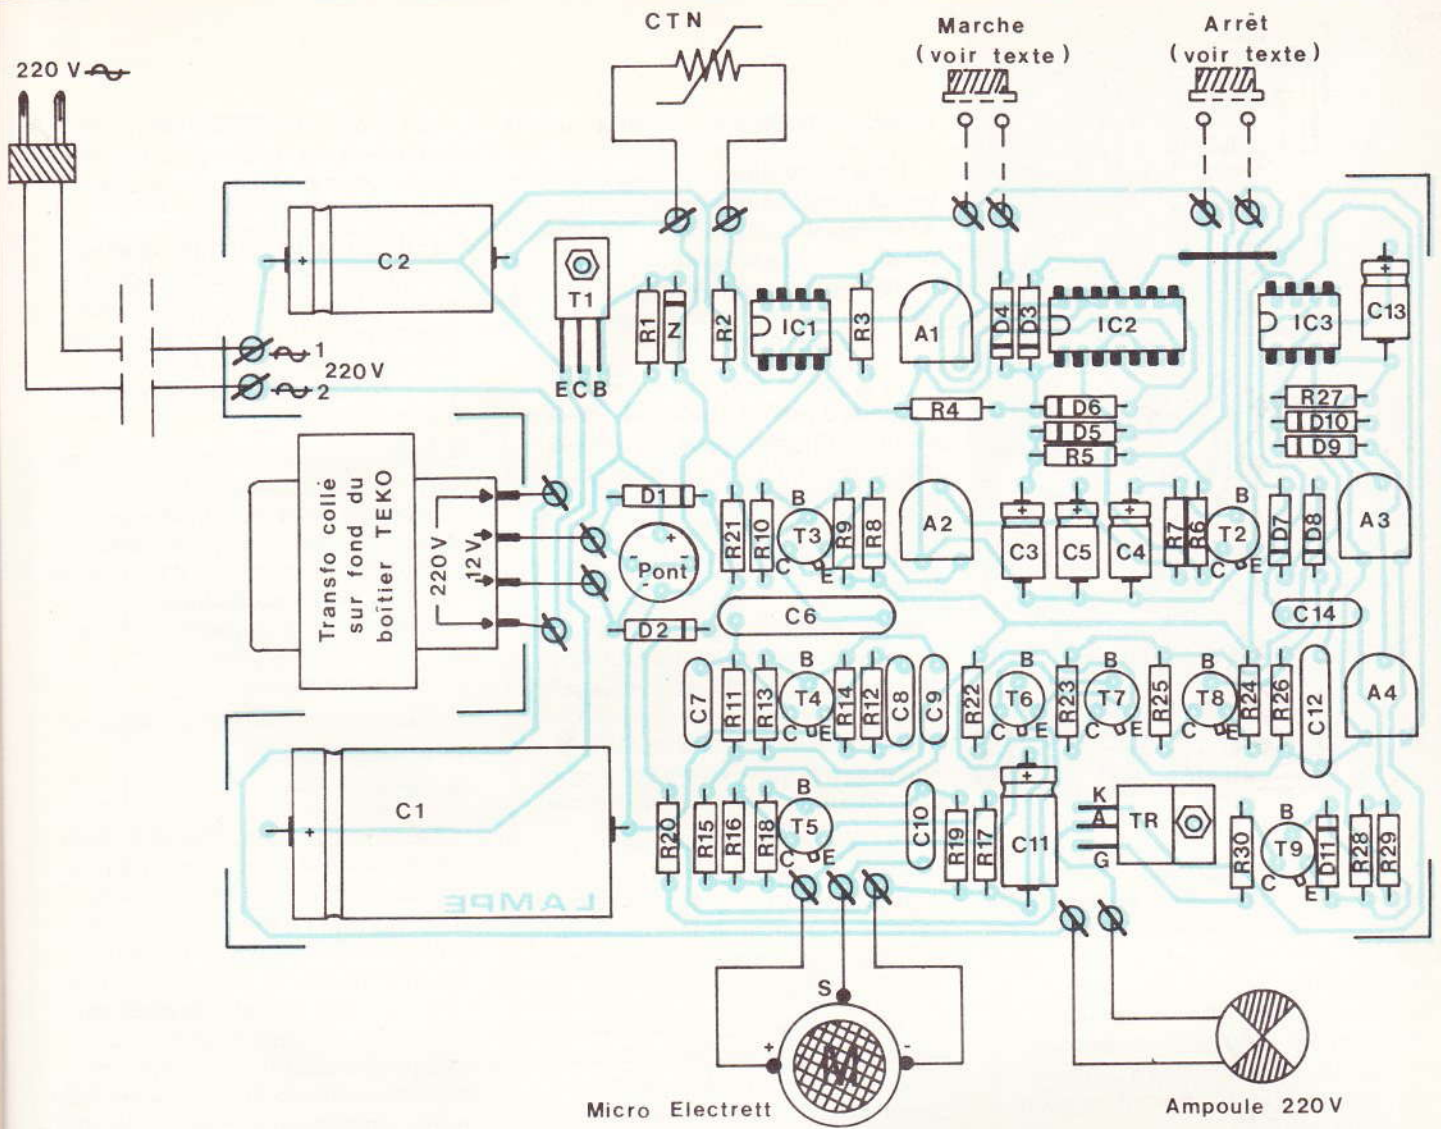 CTN
Marche
(voir texte)
Arrêt
(voir texte)
220 V
+
C2
T1
E C B
R1
Z
R2
IC1
R3
A1
D4
D3
IC2
IC3
+
C13
1
220 V
2
R4
D6
D5
R5
R27
D10
D9
Transfo collé
sur fond du
boîtier TEKO
220V
12V
D1
+
-
-
Pont
-
D2
R21
R10
B
T3
C
E
R9
R8
A2
+
C3
+
C5
+
C4
R7
R6
B
T2
C
E
D7
D8
A3
C6
C14
C7
R11
R13
B
T4
C
E
R14
R12
C8
C9
R22
B
T6
C
E
R23
B
T7
C
E
R25
B
T8
C
E
R24
R26
C12
A4
+
C1
LAMPE
R20
R15
R16
R18
B
T5
C
E
C10
R19
R17
+
C11
K
A
G
TR
R30
B
T9
C
E
D11
R28
R29
S
+
-
M
Micro Electrett
Ampoule 220V